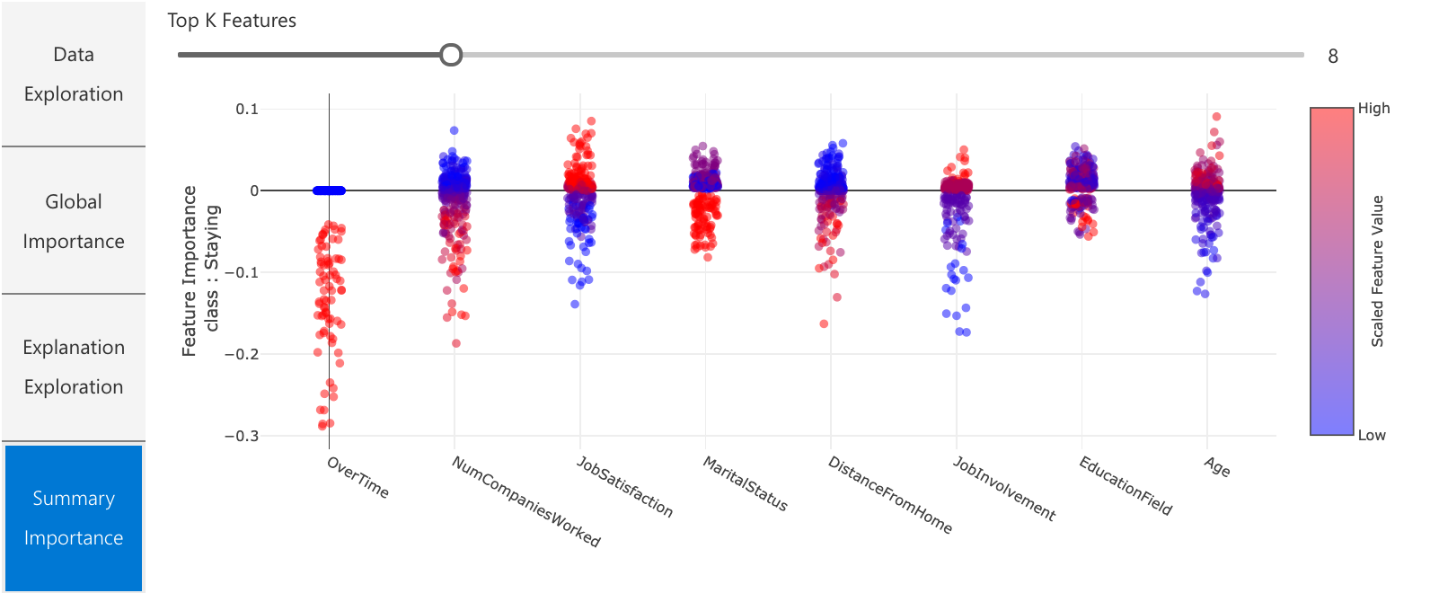 Top K Features
8
Data
Exploration
Global
Importance
Explanation
Exploration
Summary
Importance
Feature Importance
class : Staying
0.1
0
−0.1
−0.2
−0.3
OverTime
NumCompaniesWorked
JobSatisfaction
MaritalStatus
DistanceFromHome
JobInvolvement
EducationField
Age
High
Scaled Feature Value
Low